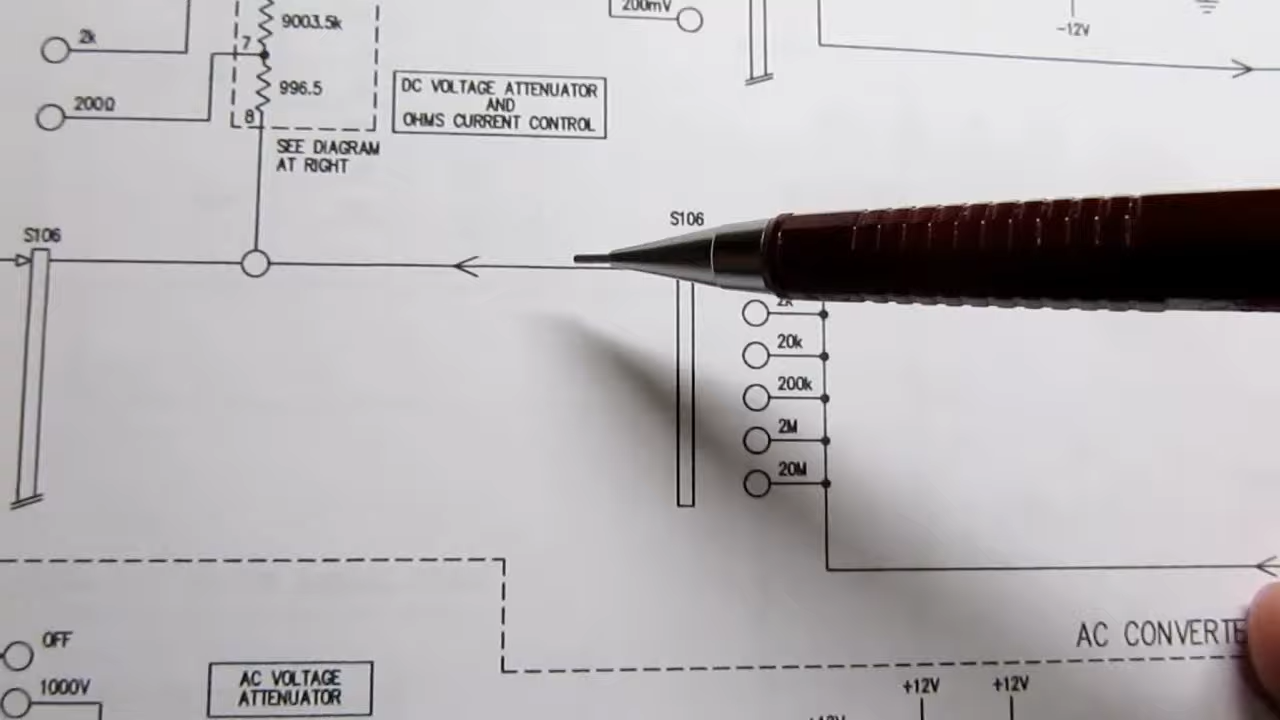 200mV
2k
9003.5k
-12V
7
996.5
200Ω
8
DC VOLTAGE ATTENUATOR
AND
OHMS CURRENT CONTROL
SEE DIAGRAM
AT RIGHT
S106
S106
20k
200k
2M
20M
OFF
1000V
AC VOLTAGE
ATTENUATOR
AC CONVERTE
+12V
+12V